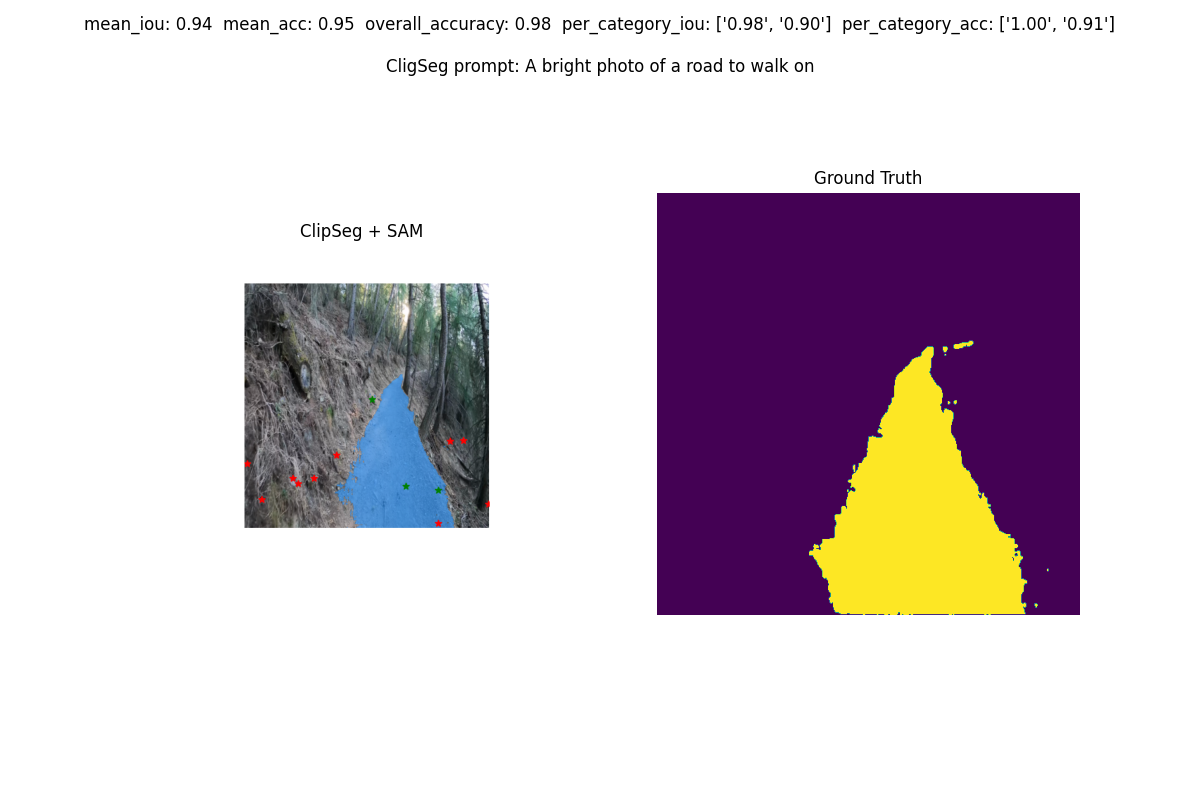 mean_iou: 0.94  mean_acc: 0.95  overall_accuracy: 0.98  per_category_iou: ['0.98', '0.90']  per_category_acc: ['1.00', '0.91']
CligSeg prompt: A bright photo of a road to walk on
Ground Truth
ClipSeg + SAM